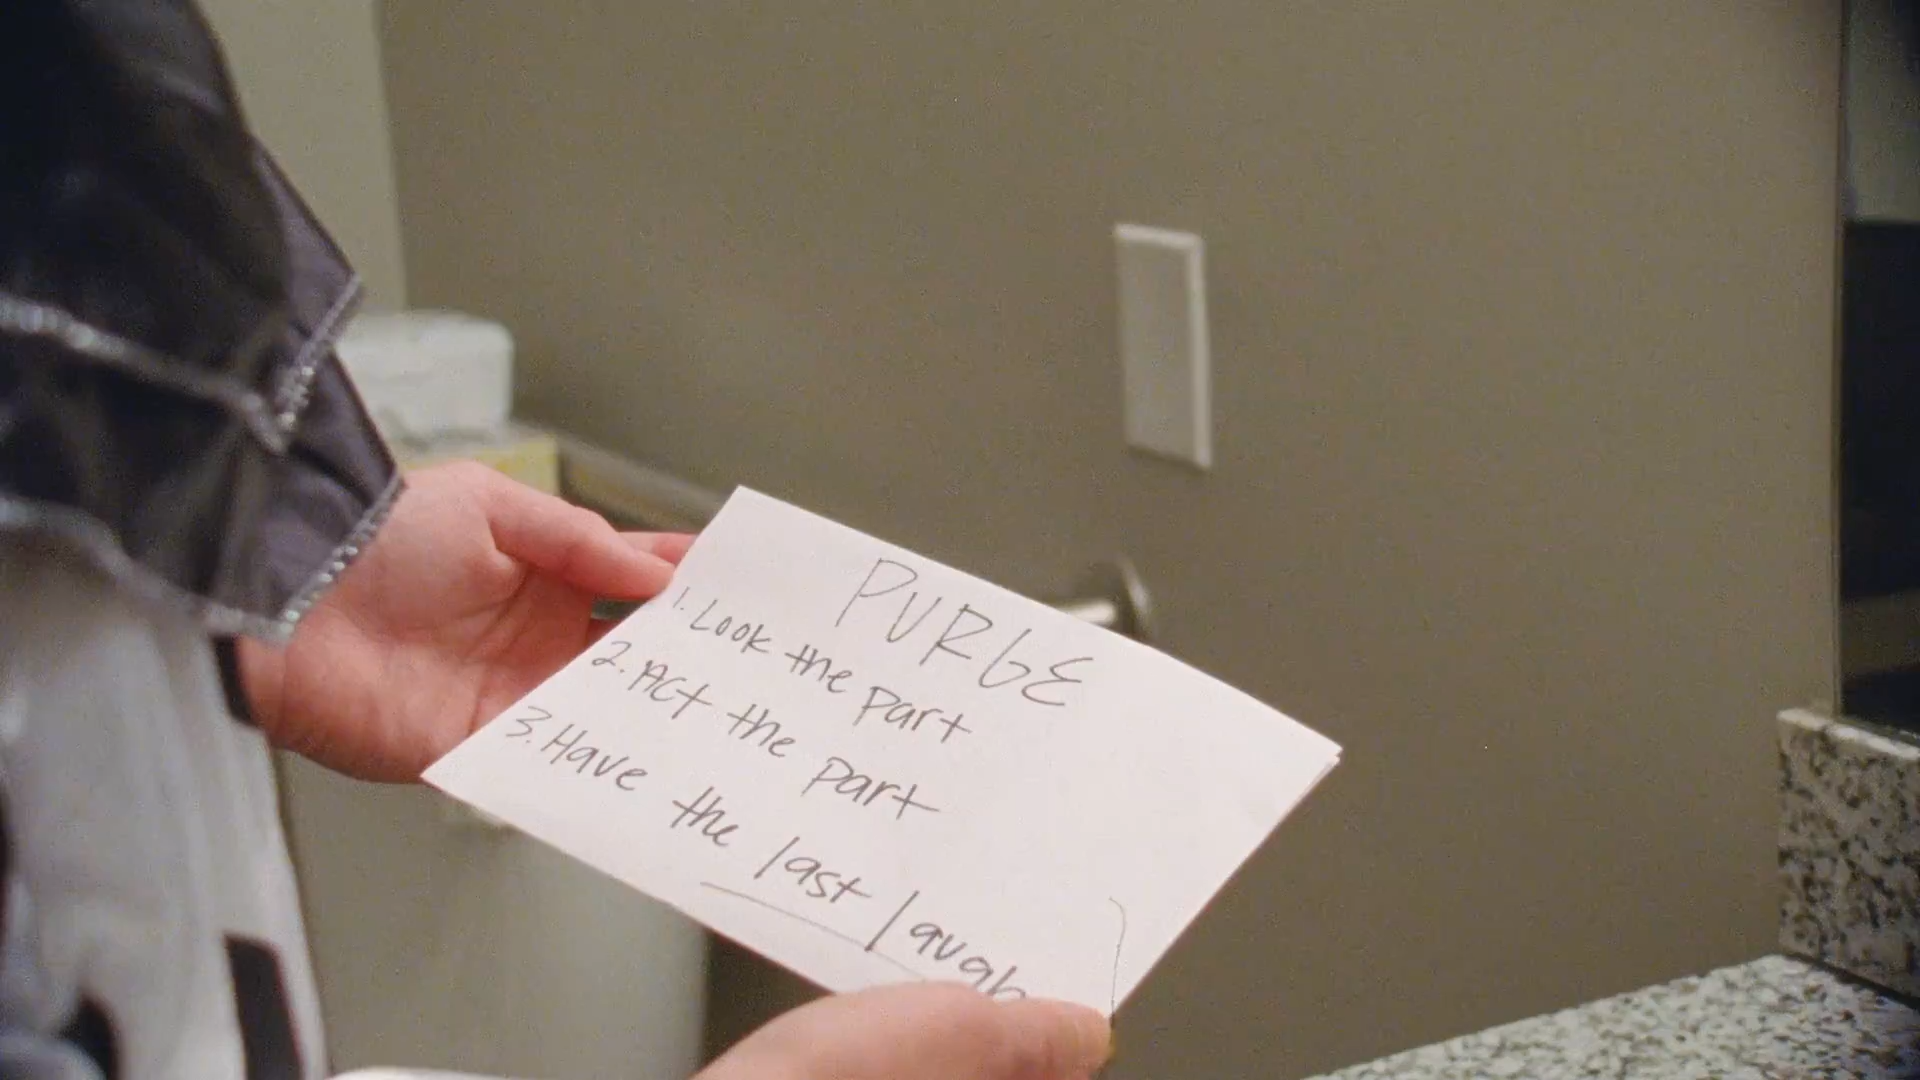 PURGE
1. Look the part
2. Act the part
3. Have the last laugh